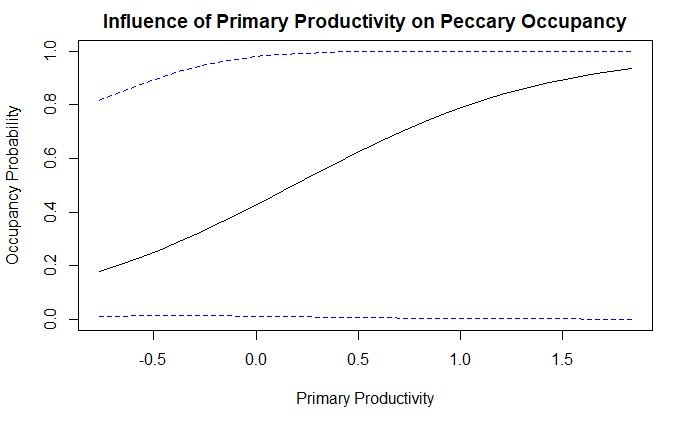 Influence of Primary Productivity on Peccary Occupancy
Occupancy Probability
1.0
0.8
0.6
0.4
0.2
0.0
-0.5 0.0 0.5 1.0 1.5
Primary Productivity